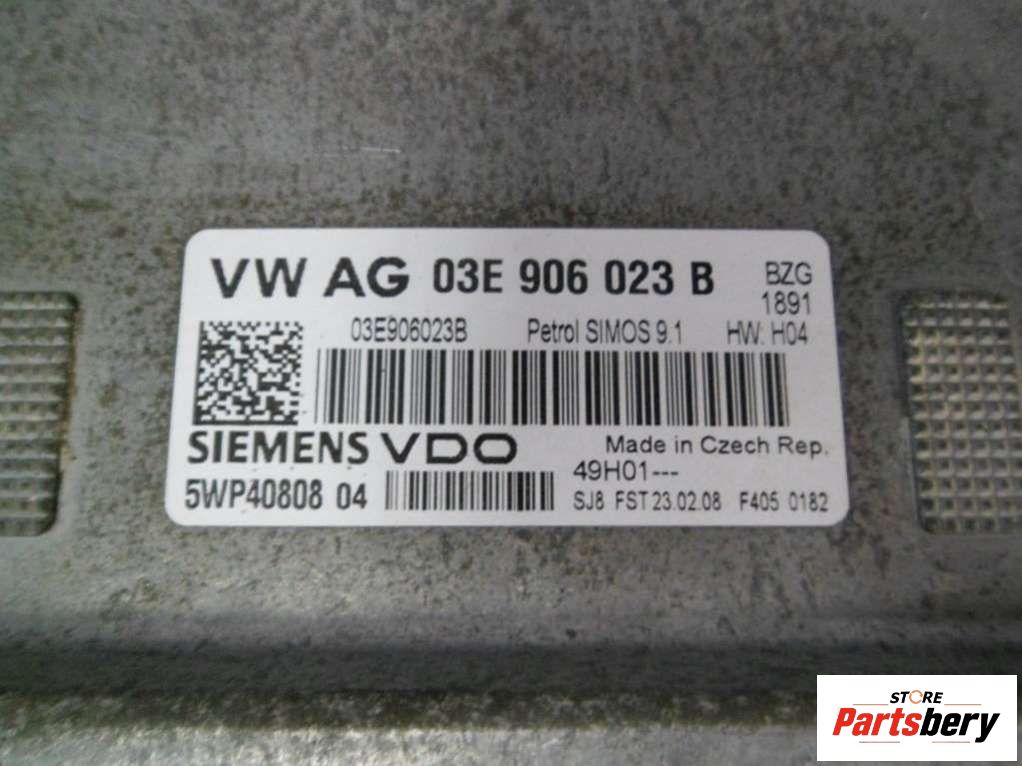 VW AG 03E 906 023 B BZG
1891
03E906023B Petrol SIMOS 9.1 HW: H04
SIEMENS VDO Made in Czech Rep.
49H01---
5WP40808 04 SJ8 FST 23.02.08 F405 0182
STORE
Partsbery